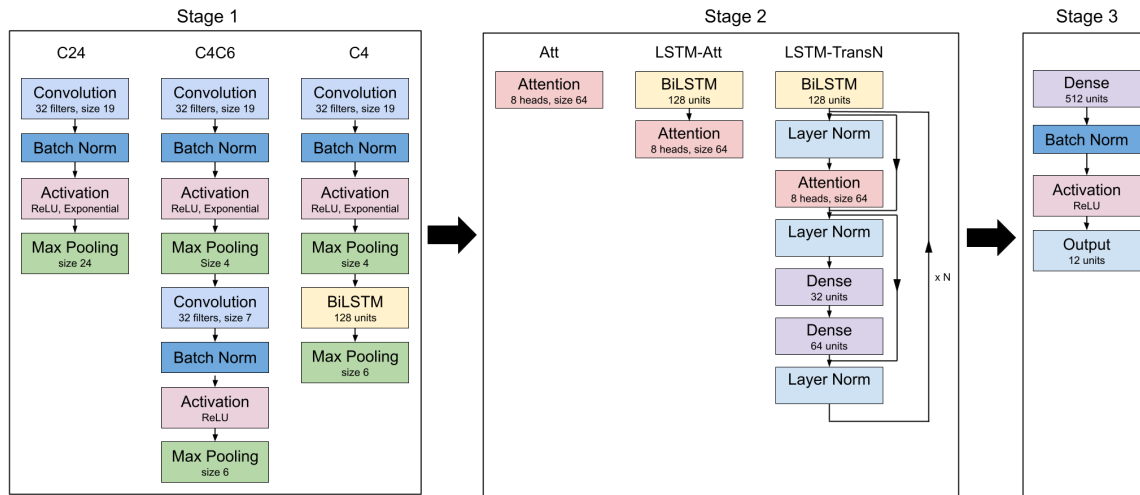 Stage 1
C24
Convolution
32 filters, size 19
Batch Norm
Activation
ReLU, Exponential
Max Pooling
size 24
C4C6
Convolution
32 filters, size 19
Batch Norm
Activation
ReLU, Exponential
Max Pooling
Size 4
Convolution
32 filters, size 7
Batch Norm
Activation
ReLU
Max Pooling
size 6
C4
Convolution
32 filters, size 19
Batch Norm
Activation
ReLU, Exponential
Max Pooling
size 4
BiLSTM
128 units
Max Pooling
size 6
Stage 2
Att
Attention
8 heads, size 64
LSTM-Att
BiLSTM
128 units
Attention
8 heads, size 64
LSTM-TransN
BiLSTM
128 units
Layer Norm
Attention
8 heads, size 64
Layer Norm
Dense
32 units
Dense
64 units
Layer Norm
x N
Stage 3
Dense
512 units
Batch Norm
Activation
ReLU
Output
12 units